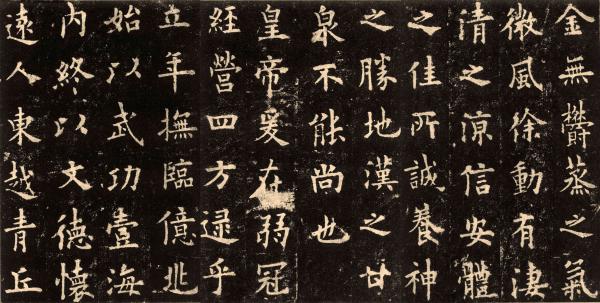 金無欝蒸之氣
微風徐動有淒
清之涼信安體
之佳所誠養神
之勝地漢之甘
泉不能尚也
皇帝爰在弱冠
經營四方逯乎
立年撫臨億兆
始以武功壹海
內終以文德懷
遠人東越青丘